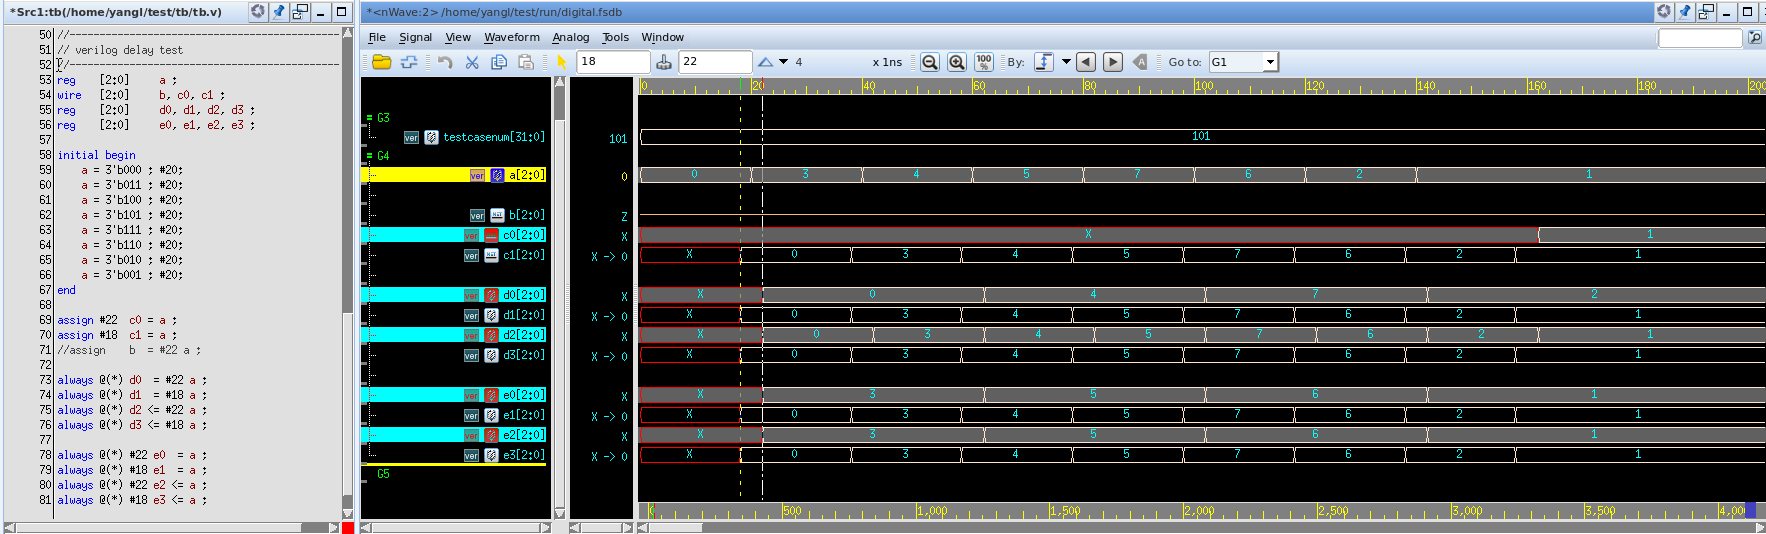 *Src1:tb(/home/yangl/test/tb/tb.v)
50 //--------------------------------------------
51 // verilog delay test
52 //--------------------------------------------
53 reg [2:0] a ;
54 wire [2:0] b, c0, c1 ;
55 reg [2:0] d0, d1, d2, d3 ;
56 reg [2:0] e0, e1, e2, e3 ;
57
58 initial begin
59 a = 3'b000 ; #20;
60 a = 3'b011 ; #20;
61 a = 3'b100 ; #20;
62 a = 3'b101 ; #20;
63 a = 3'b111 ; #20;
64 a = 3'b110 ; #20;
65 a = 3'b010 ; #20;
66 a = 3'b001 ; #20;
67 end
68
69 assign #22 c0 = a ;
70 assign #18 c1 = a ;
71 //assign b = #22 a ;
72
73 always @(*) d0 = #22 a ;
74 always @(*) d1 = #18 a ;
75 always @(*) d2 <= #22 a ;
76 always @(*) d3 <= #18 a ;
77
78 always @(*) #22 e0 = a ;
79 always @(*) #18 e1 = a ;
80 always @(*) #22 e2 <= a ;
81 always @(*) #18 e3 <= a ;
*<nWave:2> /home/yangl/test/run/digital.fsdb
File Signal View Waveform Analog Tools Window
18 22 4 x 1ns 100 % By: Go to: G1
0 20 40 60 80 100 120 140 160 180 200
G3
ver testcasenum[31:0] 101 101
G4
ver a[2:0] 0 0 3 4 5 7 6 2 1
ver b[2:0] Z
ver c0[2:0] X X 1
ver c1[2:0] X -> 0 X 0 3 4 5 7 6 2 1
ver d0[2:0] X X 0 4 7 2
ver d1[2:0] X -> 0 X 0 3 4 5 7 6 2 1
ver d2[2:0] X X 0 3 4 5 7 6 2 1
ver d3[2:0] X -> 0 X 0 3 4 5 7 6 2 1
ver e0[2:0] X X 3 5 6 1
ver e1[2:0] X -> 0 X 0 3 4 5 7 6 2 1
ver e2[2:0] X X 3 5 6 1
ver e3[2:0] X -> 0 X 0 3 4 5 7 6 2 1
G5
0 500 1,000 1,500 2,000 2,500 3,000 3,500 4,000